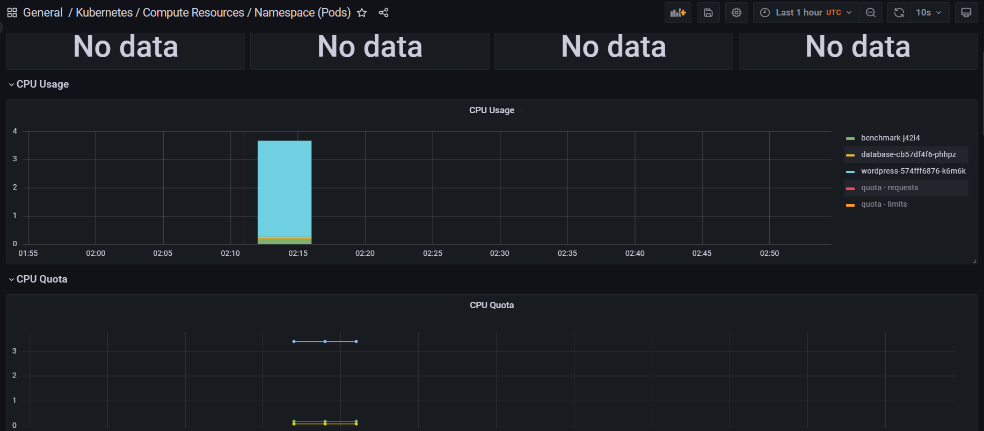 General / Kubernetes / Compute Resources / Namespace (Pods)
Last 1 hour UTC
10s
No data No data No data No data
CPU Usage
CPU Usage
4
3
2
1
0
01:55 02:00 02:05 02:10 02:15 02:20 02:25 02:30 02:35 02:40 02:45 02:50
benchmark-j42l4
database-cb57df4f6-phhpz
wordpress-574fff6876-k6m6k
quota - requests
quota - limits
CPU Quota
CPU Quota
3
2
1
0